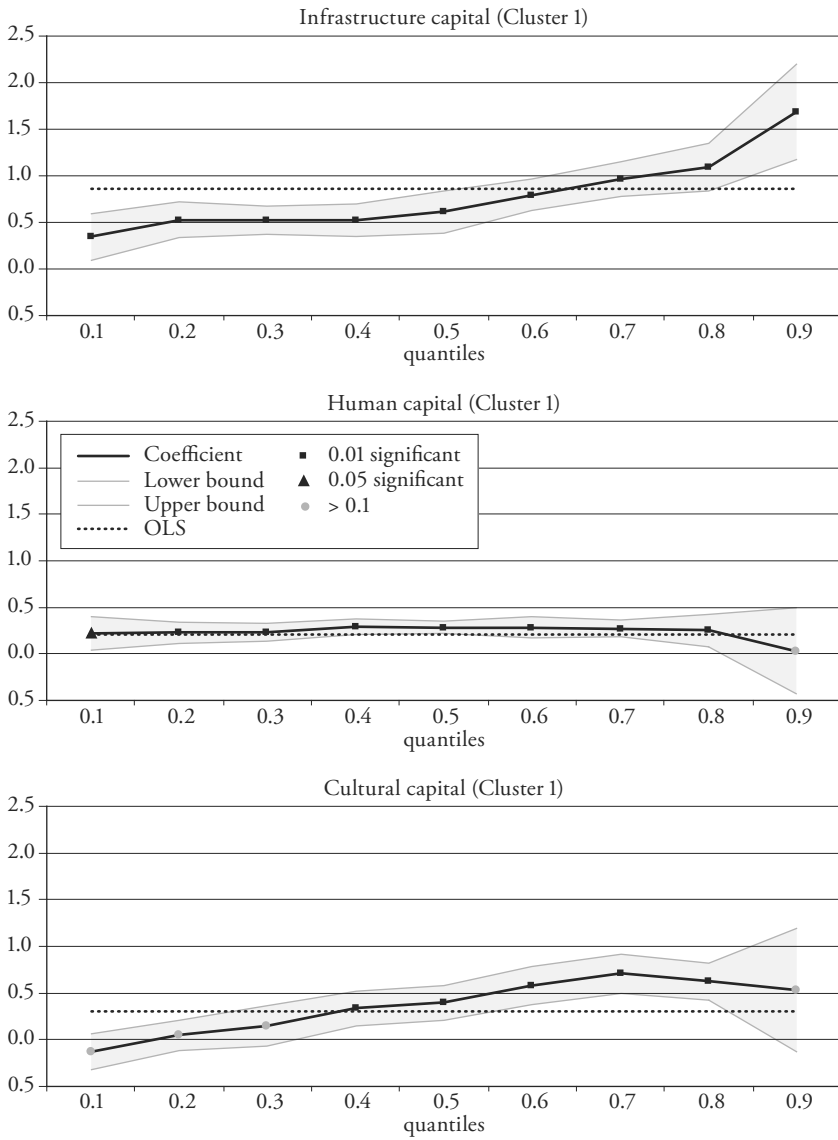 Infrastructure capital (Cluster 1)
2.5
2.0
1.5
1.0
0.5
0.0
0.5
0.1 0.2 0.3 0.4 0.5 0.6 0.7 0.8 0.9
quantiles
Human capital (Cluster 1)
2.5
2.0
1.5
1.0
0.5
0.0
0.5
Coefficient
Lower bound
Upper bound
OLS
0.01 significant
0.05 significant
> 0.1
0.1 0.2 0.3 0.4 0.5 0.6 0.7 0.8 0.9
quantiles
Cultural capital (Cluster 1)
2.5
2.0
1.5
1.0
0.5
0.0
0.5
0.1 0.2 0.3 0.4 0.5 0.6 0.7 0.8 0.9
quantiles